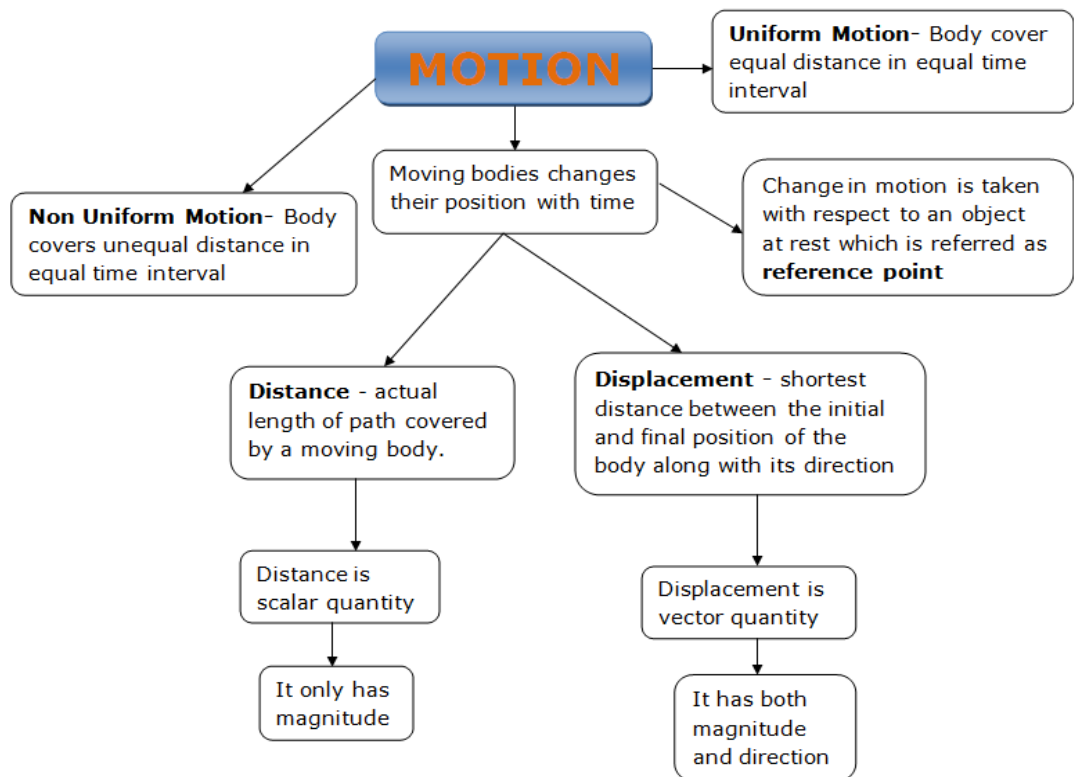 MOTION
Uniform Motion- Body cover
equal distance in equal time
interval
Moving bodies changes
their position with time
Non Uniform Motion- Body
covers unequal distance in
equal time interval
Change in motion is taken
with respect to an object
at rest which is referred as
reference point
Distance - actual
length of path covered
by a moving body.
Displacement - shortest
distance between the initial
and final position of the
body along with its direction
Distance is
scalar quantity
Displacement is
vector quantity
It only has
magnitude
It has both
magnitude
and direction